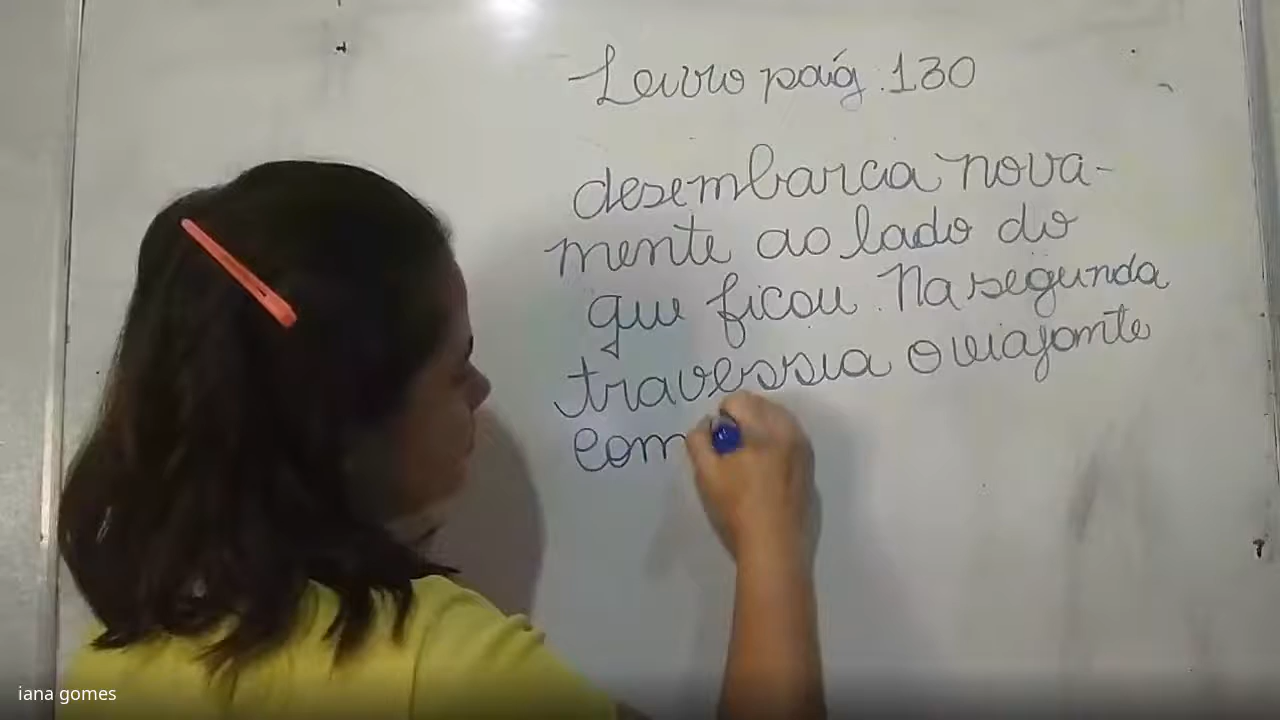 Livro pág. 130
desembarca nova-
mente ao lado do
que ficou. Na segunda
travessia o viajante
com
iana gomes